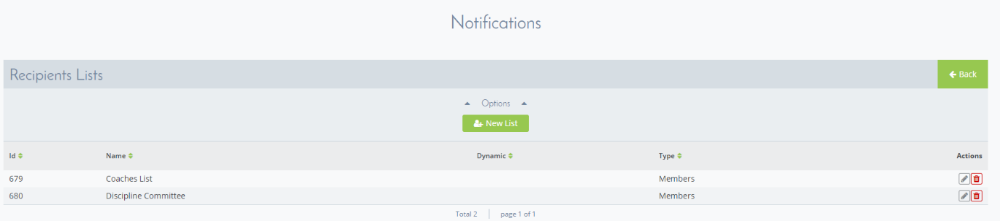 Notifications
Recipients Lists
Back
Options
New List
Id Name Dynamic Type Actions
679 Coaches List Members
680 Discipline Committee Members
Total 2 page 1 of 1